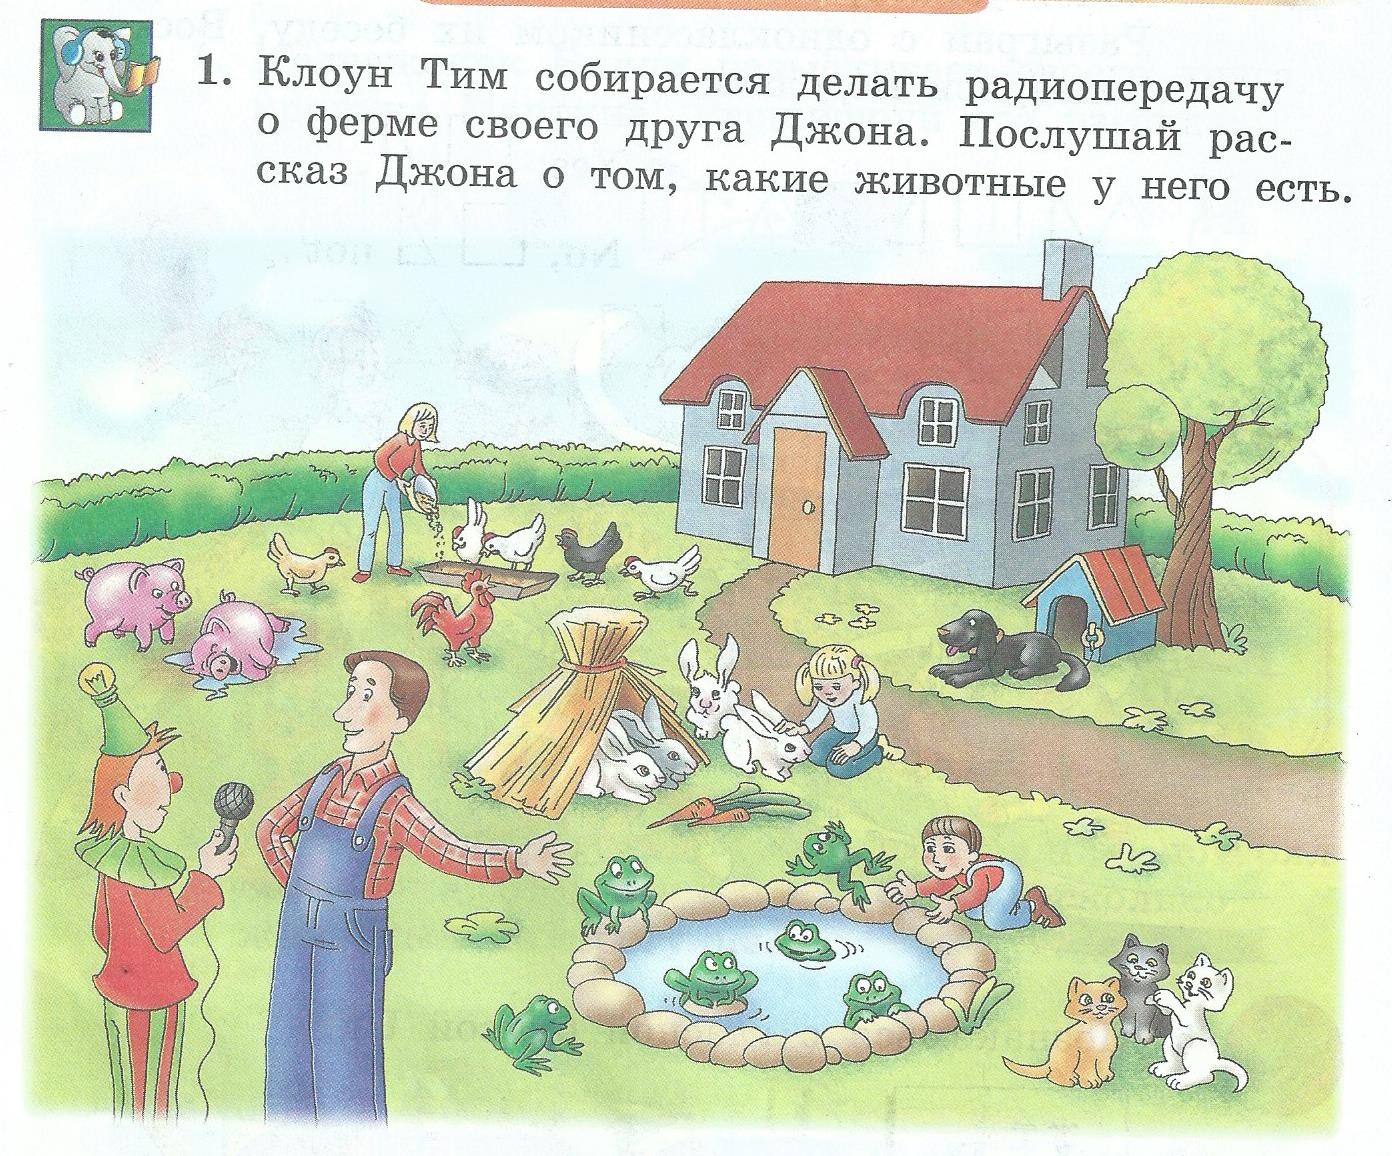 1. Клоун Тим собирается делать радиопередачу
о ферме своего друга Джона. Послушай рас-
сказ Джона о том, какие животные у него есть.